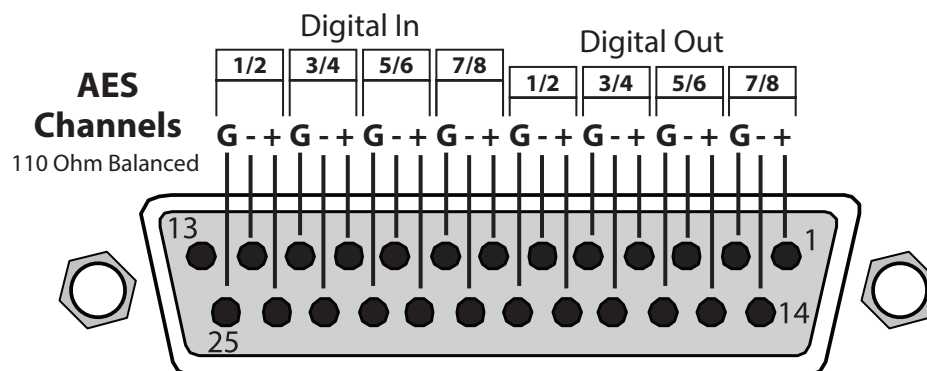 Digital In
Digital Out
1/2 3/4 5/6 7/8
1/2 3/4 5/6 7/8
AES
Channels
110 Ohm Balanced
G - + G - + G - + G - + G - + G - + G - + G - +
13
1
25
14